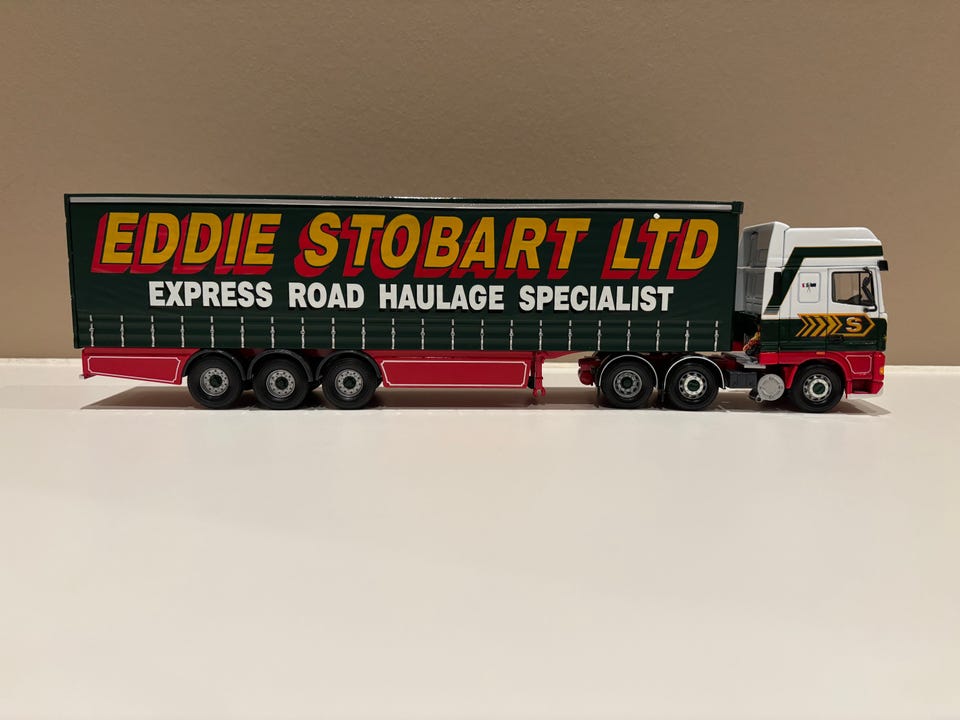 EDDIE STOBART LTD
EXPRESS ROAD HAULAGE SPECIALIST
S